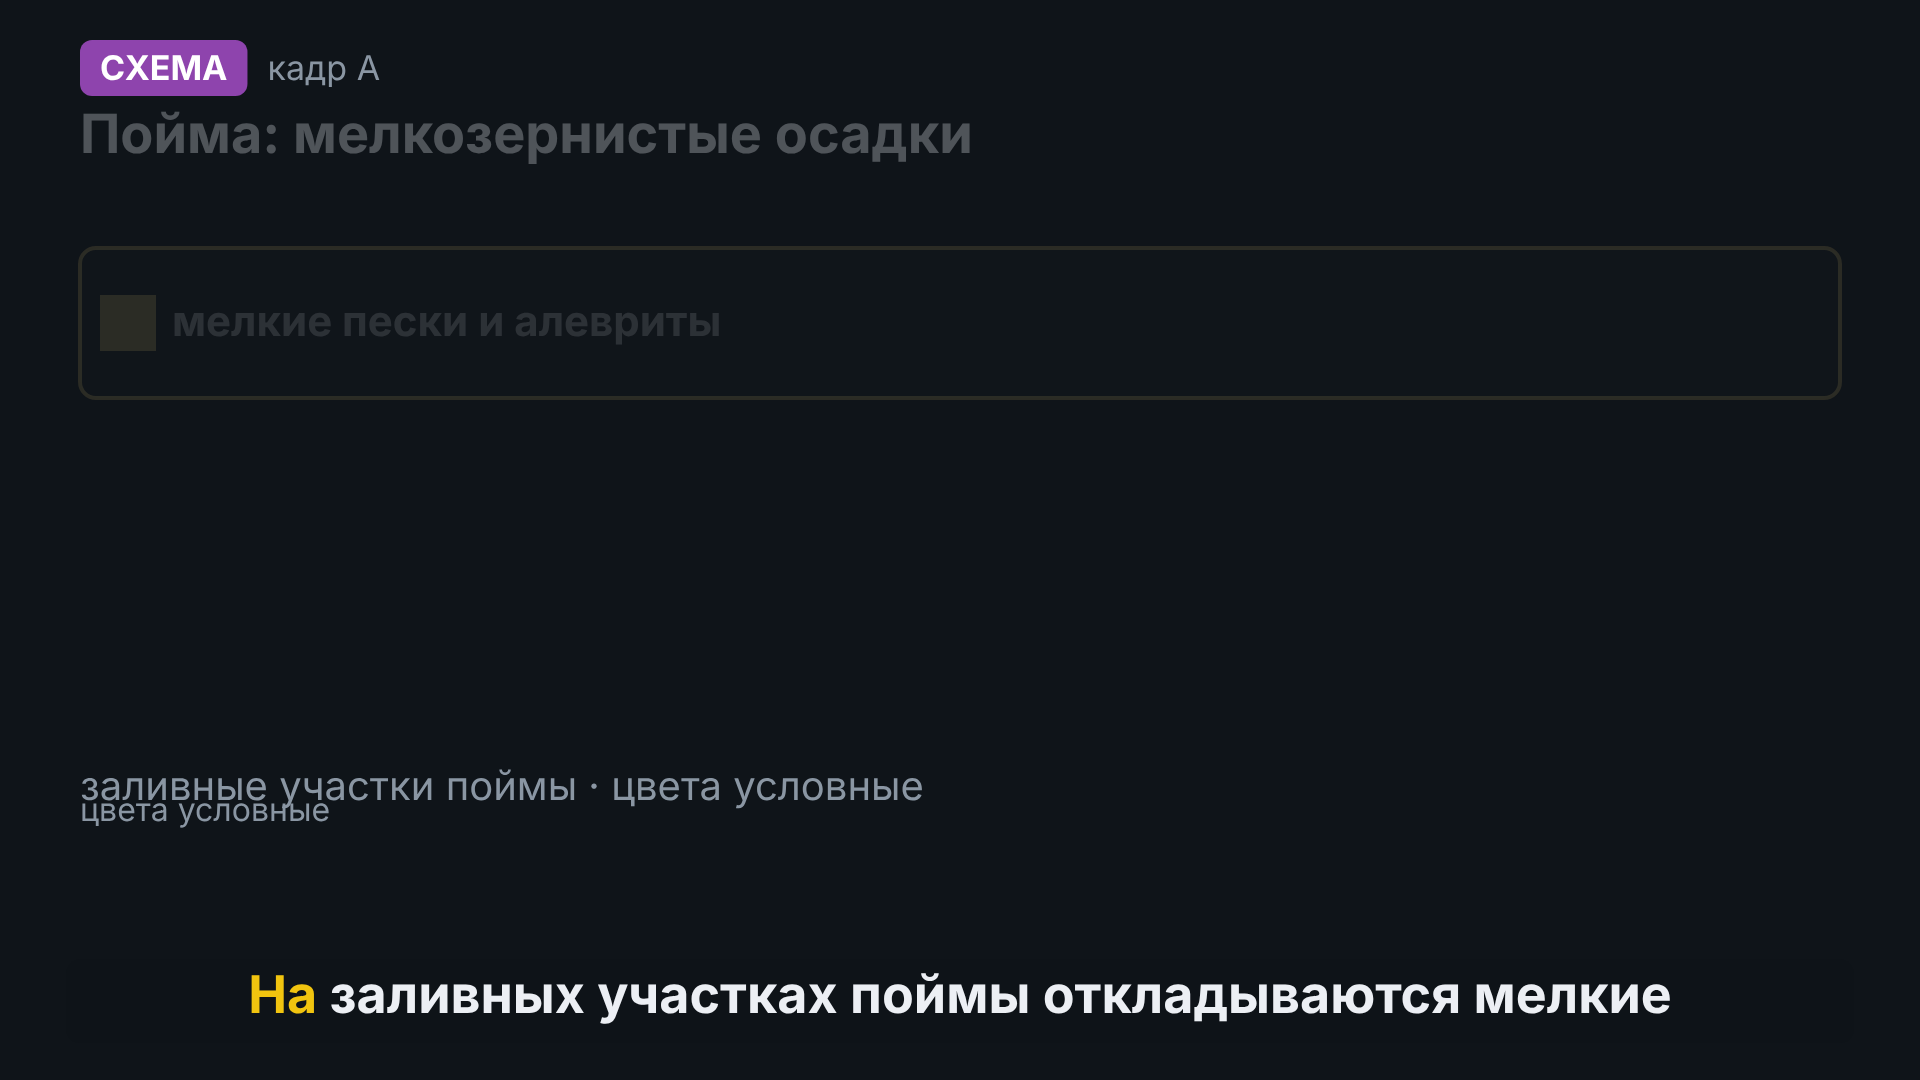 СХЕМА кадр А
Пойма: мелкозернистые осадки
мелкие пески и алевриты
заливные участки поймы · цвета условные
цвета условные
На заливных участках поймы откладываются мелкие